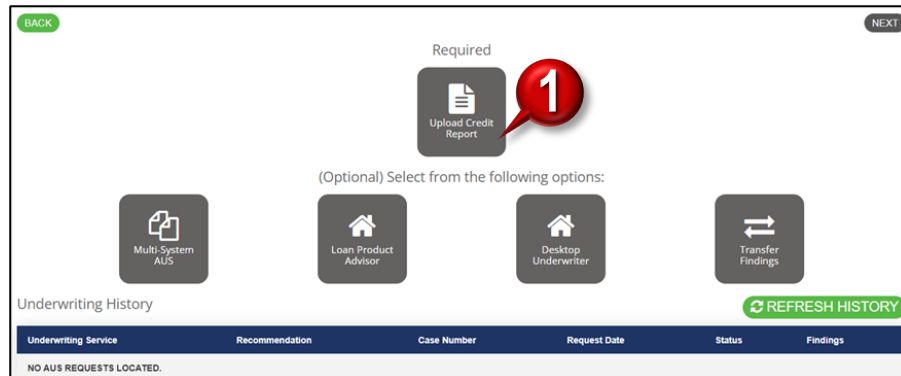 BACK
NEXT
Required
1
Upload Credit
Report
(Optional) Select from the following options:
Multi-System
AUS
Loan Product
Advisor
Desktop
Underwriter
Transfer
Findings
Underwriting History
REFRESH HISTORY
Underwriting Service Recommendation Case Number Request Date Status Findings
NO AUS REQUESTS LOCATED.